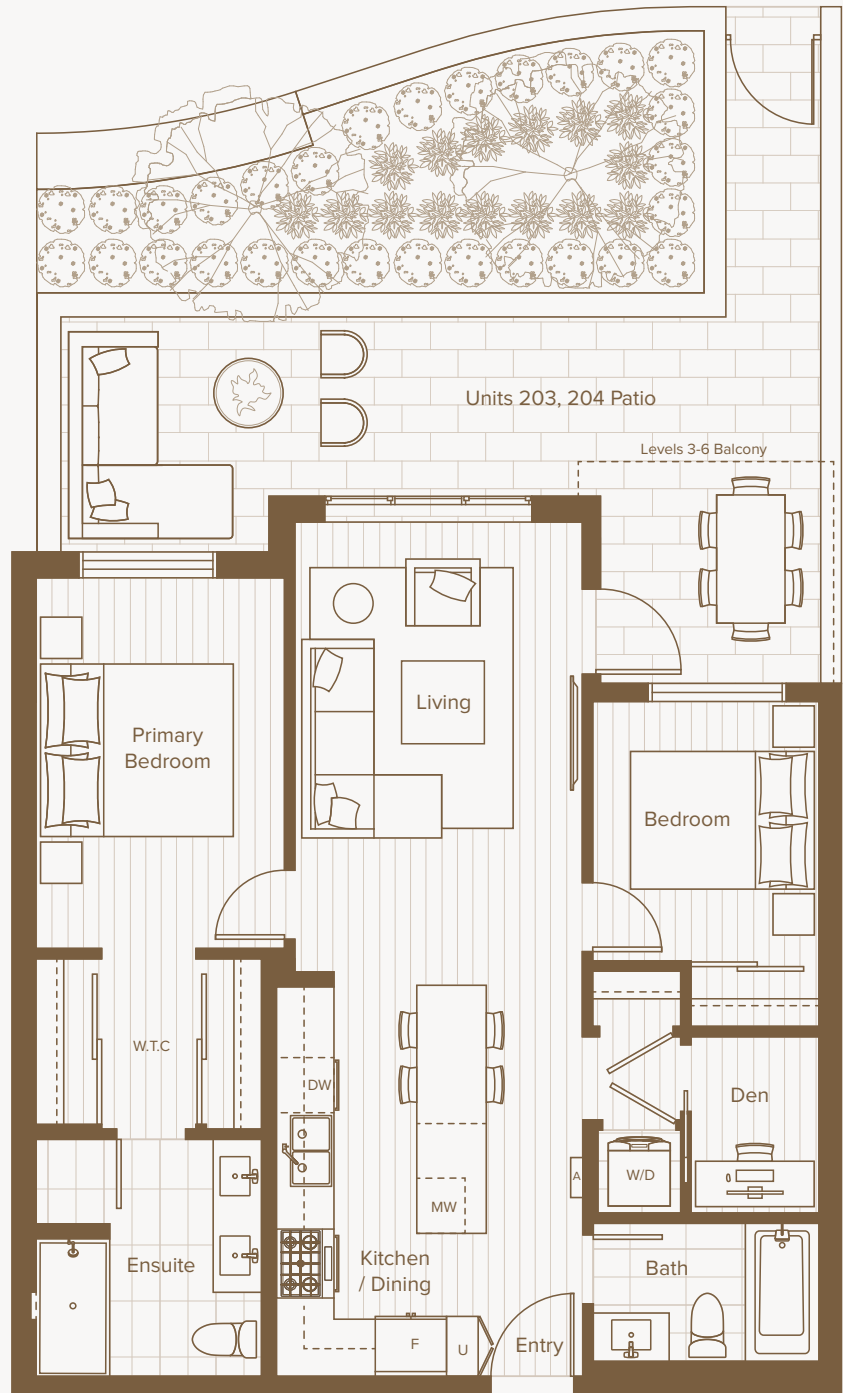 Units 203, 204 Patio
Levels 3-6 Balcony
Living
Primary
Bedroom
Bedroom
W.T.C
DW
Den
W/D
A
MW
Ensuite
Kitchen
/ Dining
Bath
F
U
Entry